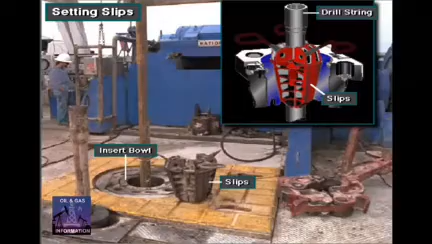 Setting Slips
Drill String
Slips
Insert Bowl
Slips
OIL & GAS
INFORMATION